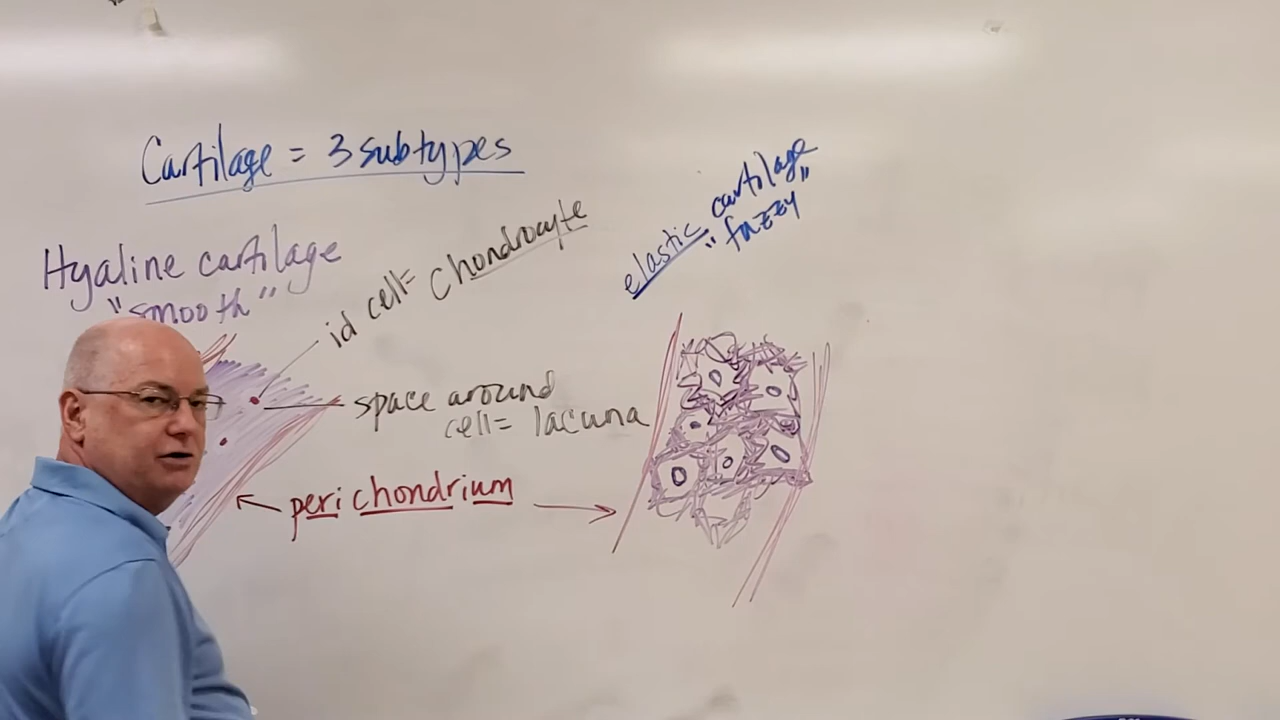 Cartilage = 3 subtypes
Hyaline cartilage
"smooth"
id cell= chondrocyte
space around
cell= lacuna
perichondrium
elastic cartilage
"fuzzy"